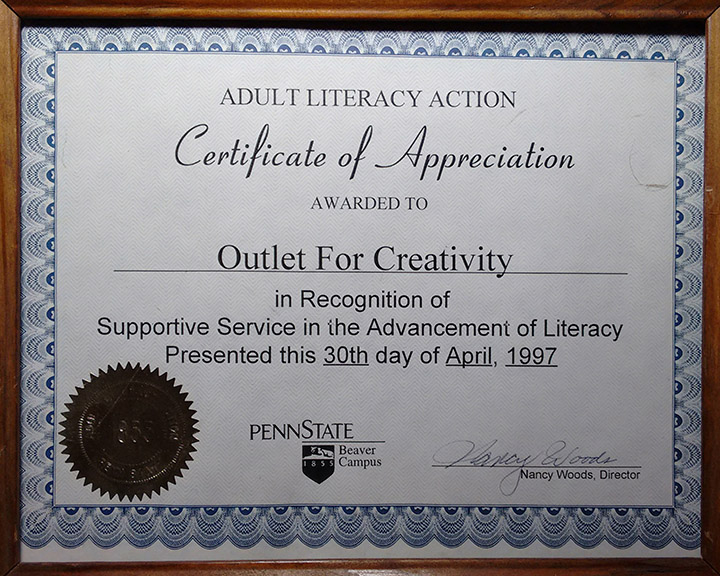 ADULT LITERACY ACTION
Certificate of Appreciation
AWARDED TO
Outlet For Creativity
in Recognition of
Supportive Service in the Advancement of Literacy
Presented this 30th day of April, 1997
1855
PENNSTATE
1855
Beaver
Campus
Nancy Woods
Nancy Woods, Director